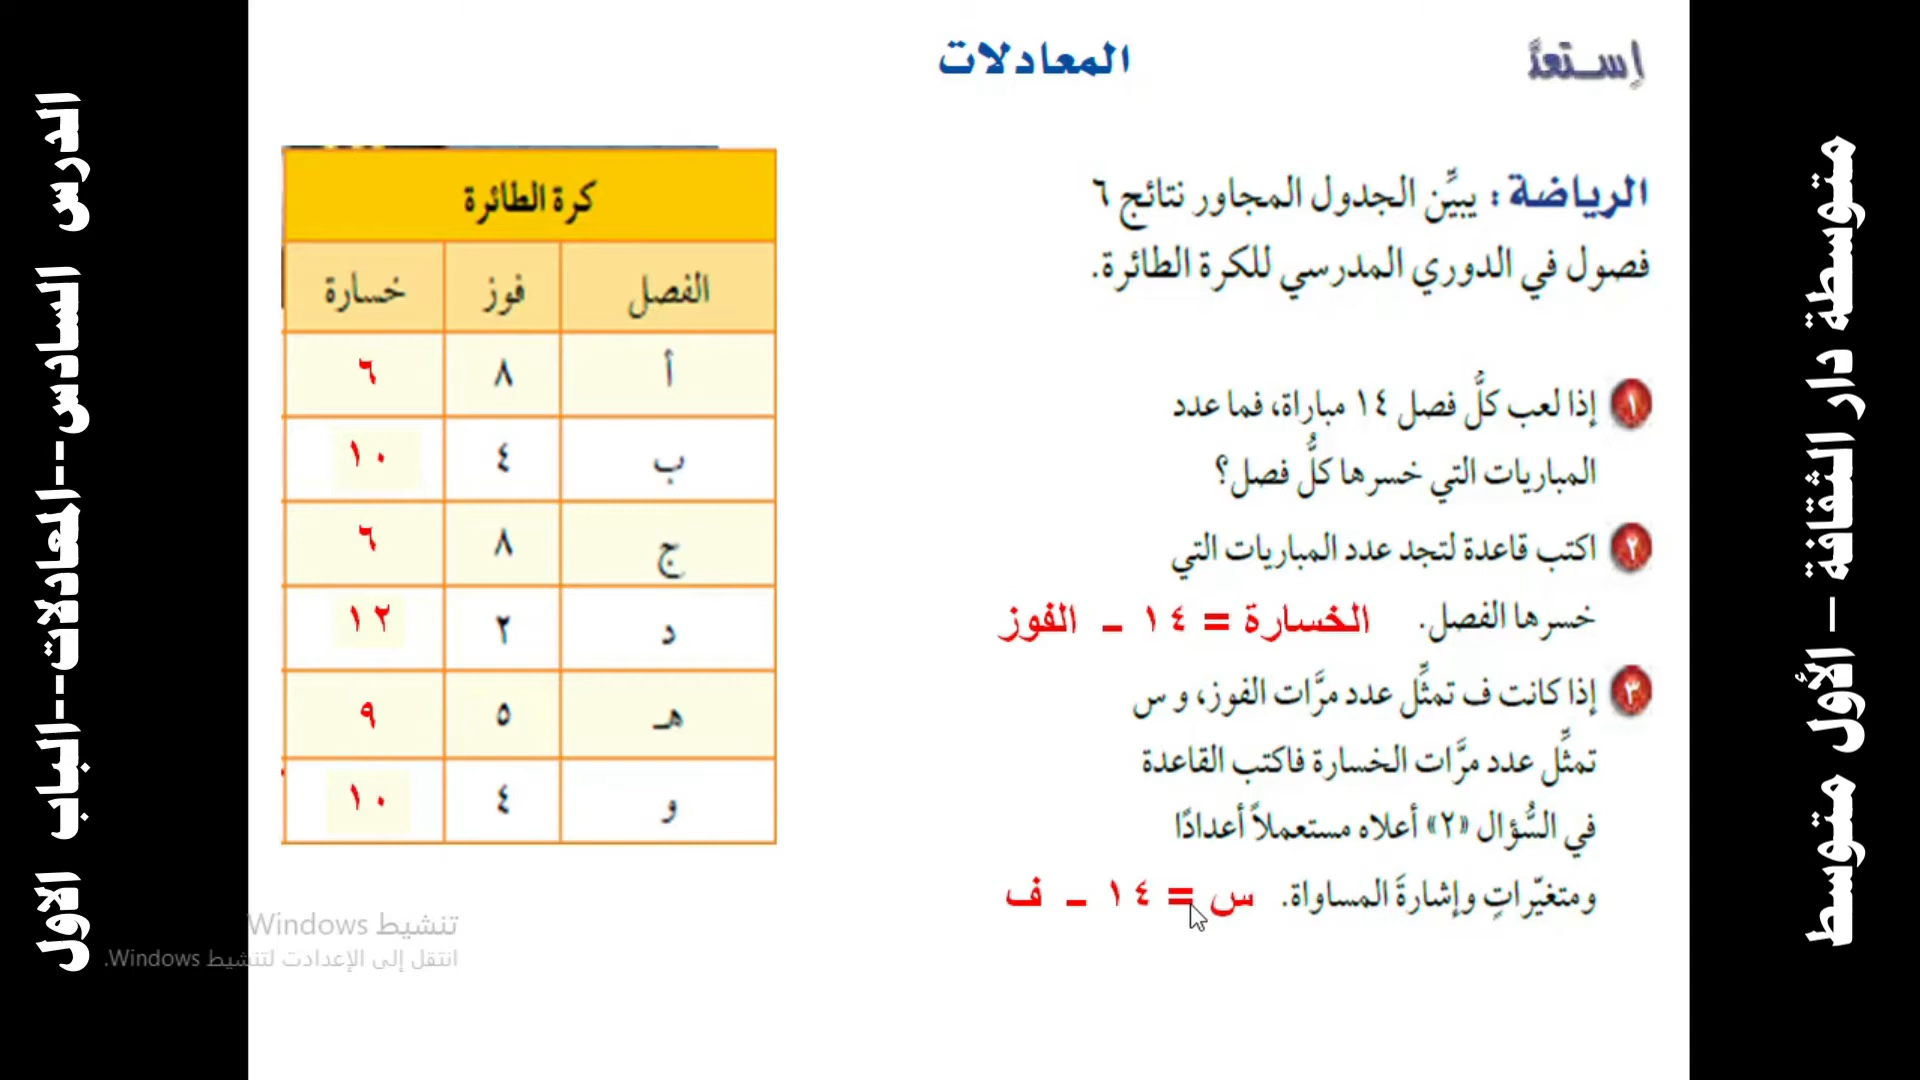 إستعدَّ
المعادلات
الرياضة : يبيِّن الجدول المجاور نتائج ٦
فصول في الدوري المدرسي للكرة الطائرة.
١ إذا لعب كلُّ فصل ١٤ مباراة، فما عدد
المباريات التي خسرها كلُّ فصل؟
٢ اكتب قاعدة لتجد عدد المباريات التي
خسرها الفصل. الخسارة = ١٤ - الفوز
٣ إذا كانت ف تمثِّل عدد مرَّات الفوز، و س
تمثِّل عدد مرَّات الخسارة فاكتب القاعدة
في السُّؤال «٢» أعلاه مستعملاً أعدادًا
ومتغيّراتٍ وإشارةَ المساواة. س = ١٤ - ف
كرة الطائرة
الفصل فوز خسارة
أ ٨ ٦
ب ٤ ١٠
ج ٨ ٦
د ٢ ١٢
هـ ٥ ٩
و ٤ ١٠
متوسطة دار الثقافة – الأول متوسط
الدرس السادس--المعادلات--الباب الاول
تنشيط Windows
انتقل إلى الإعدادت لتنشيط Windows.